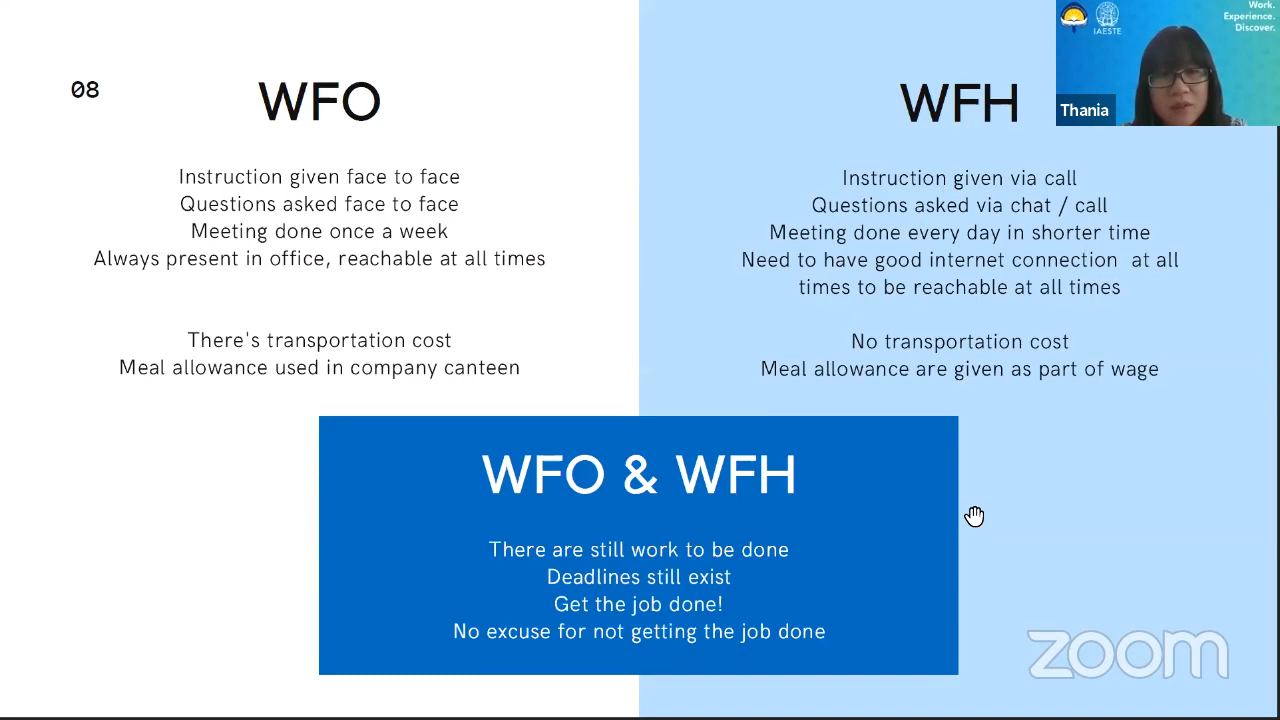 08
WFO
Instruction given face to face
Questions asked face to face
Meeting done once a week
Always present in office, reachable at all times
There's transportation cost
Meal allowance used in company canteen
WFH
Instruction given via call
Questions asked via chat / call
Meeting done every day in shorter time
Need to have good internet connection at all
times to be reachable at all times
No transportation cost
Meal allowance are given as part of wage
WFO & WFH
There are still work to be done
Deadlines still exist
Get the job done!
No excuse for not getting the job done
IAESTE
Work.
Experience.
Discover.
Thania
zoom